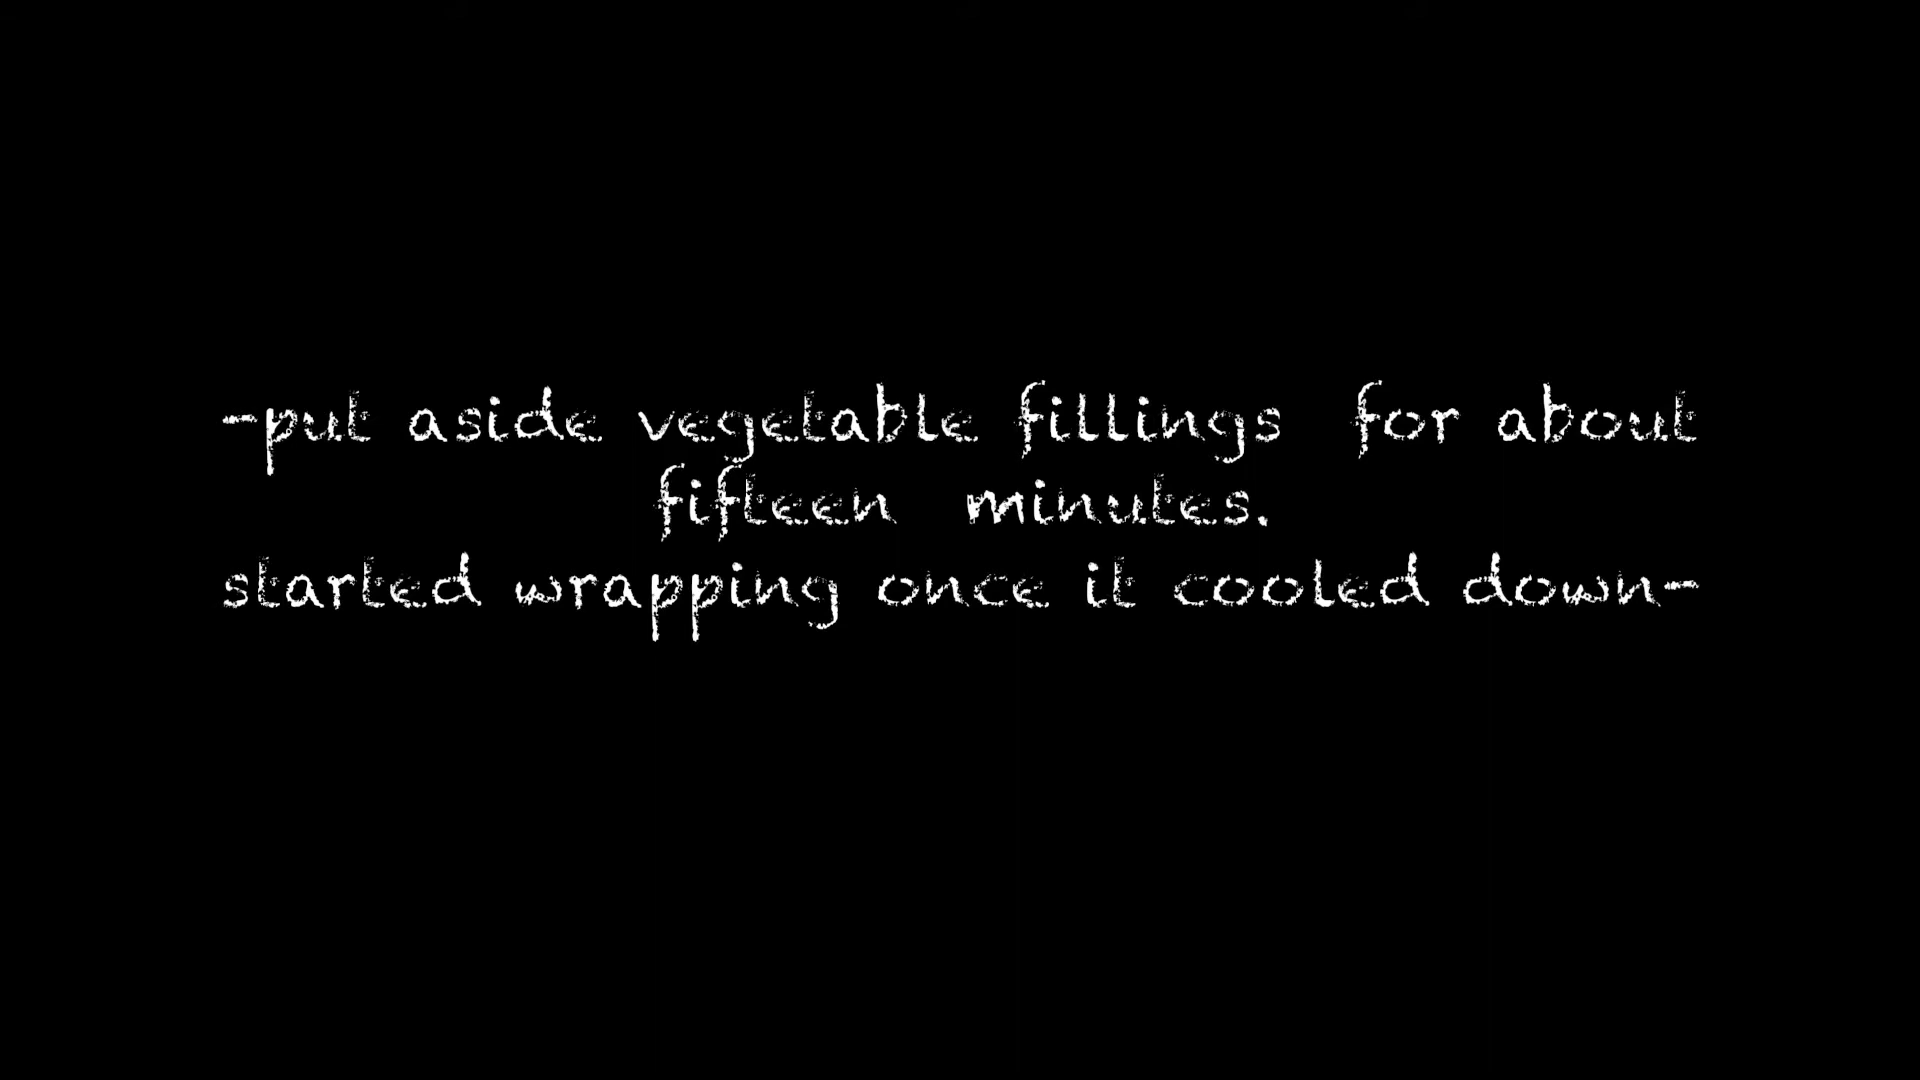 -put aside vegetable fillings  for about
fifteen  minutes.
started wrapping once it cooled down-